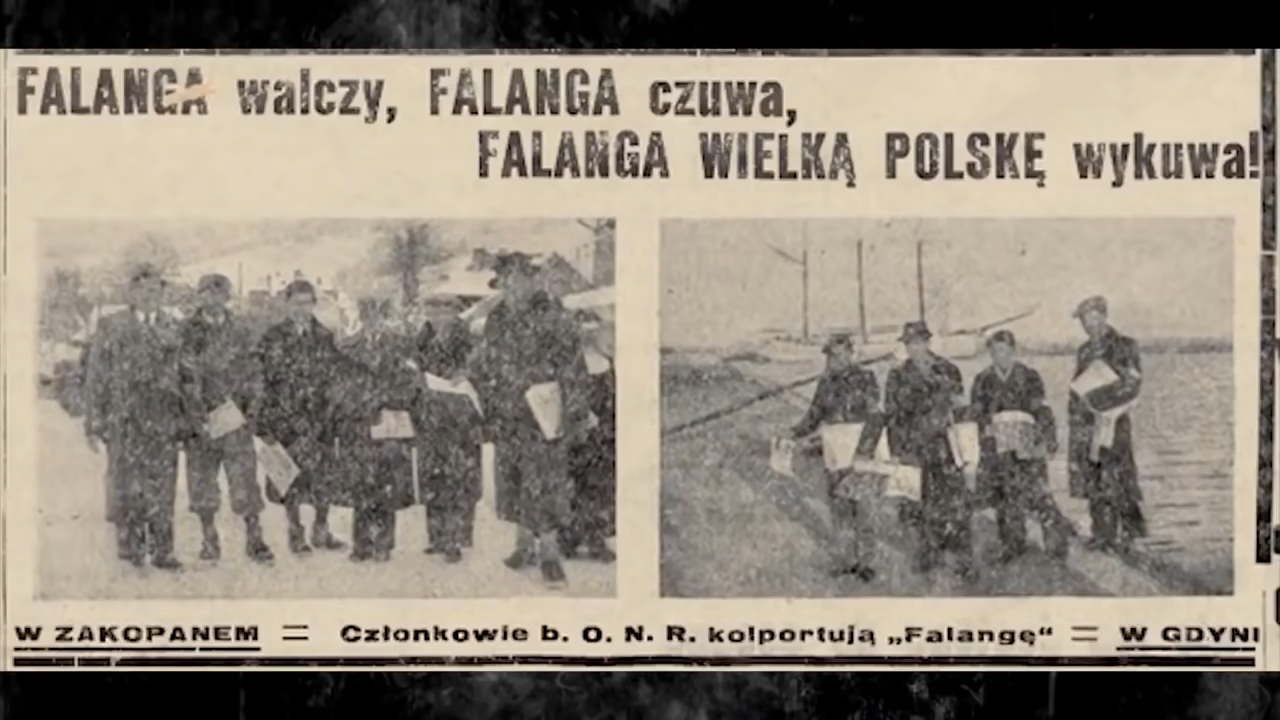 FALANGA walczy, FALANGA czuwa,
FALANGA WIELKĄ POLSKĘ wykuwa!
W ZAKOPANEM = Członkowie b. O. N. R. kolportują „Falangę“ = W GDYNI